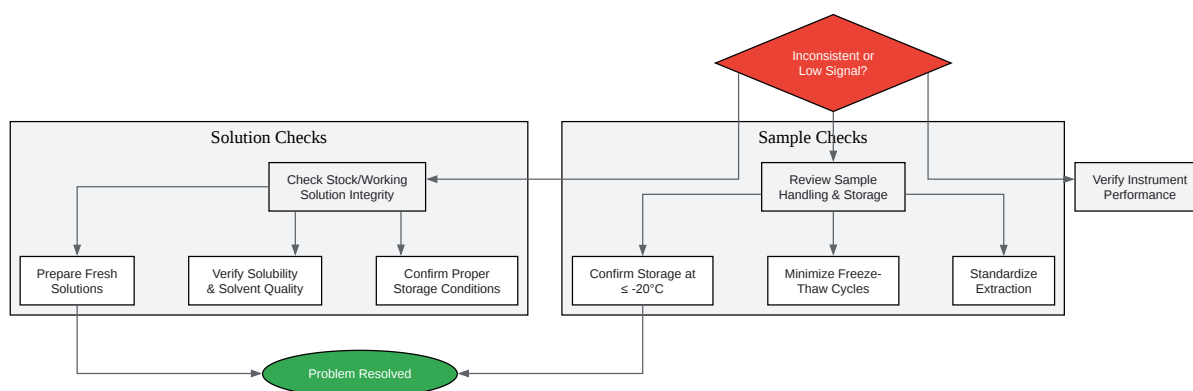 Inconsistent or
Low Signal?
Solution Checks
Sample Checks
Check Stock/Working
Solution Integrity
Review Sample
Handling & Storage
Verify Instrument
Performance
Prepare Fresh
Solutions
Verify Solubility
& Solvent Quality
Confirm Proper
Storage Conditions
Confirm Storage at
≤ -20°C
Minimize Freeze-
Thaw Cycles
Standardize
Extraction
Problem Resolved